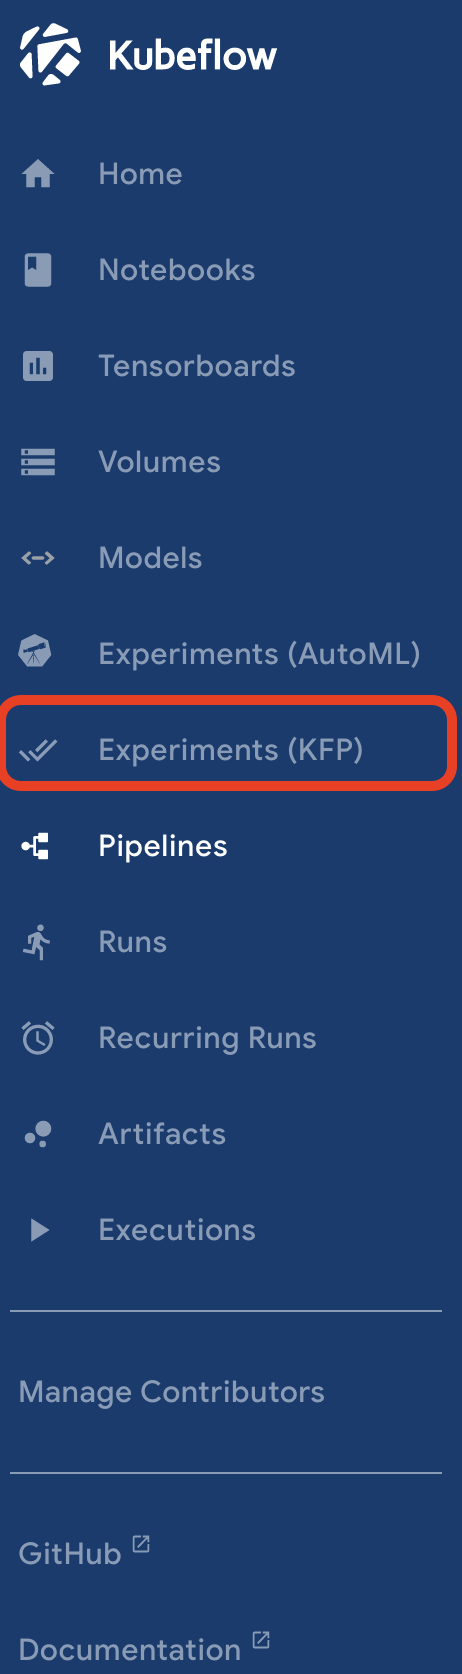 Kubeflow
Home
Notebooks
Tensorboards
Volumes
Models
Experiments (AutoML)
Experiments (KFP)
Pipelines
Runs
Recurring Runs
Artifacts
Executions
Manage Contributors
GitHub
Documentation